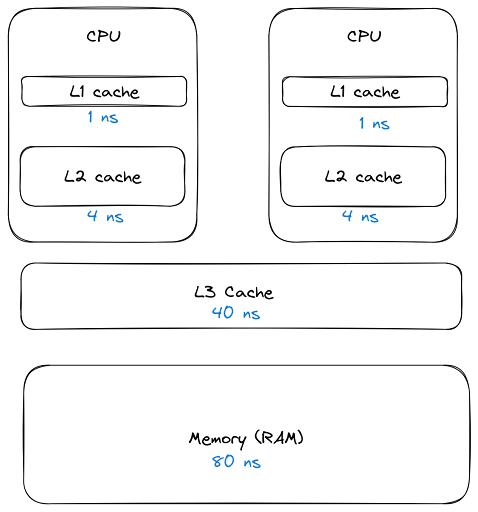 CPU
L1 cache
1 ns
L2 cache
4 ns
CPU
L1 cache
1 ns
L2 cache
4 ns
L3 Cache
40 ns
Memory (RAM)
80 ns